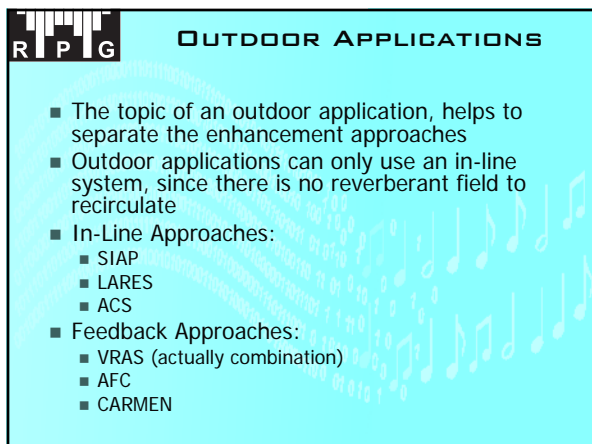 RPG
OUTDOOR APPLICATIONS
The topic of an outdoor application, helps to
separate the enhancement approaches
Outdoor applications can only use an in-line
system, since there is no reverberant field to
recirculate
In-Line Approaches:
SIAP
LARES
ACS
Feedback Approaches:
VRAS (actually combination)
AFC
CARMEN